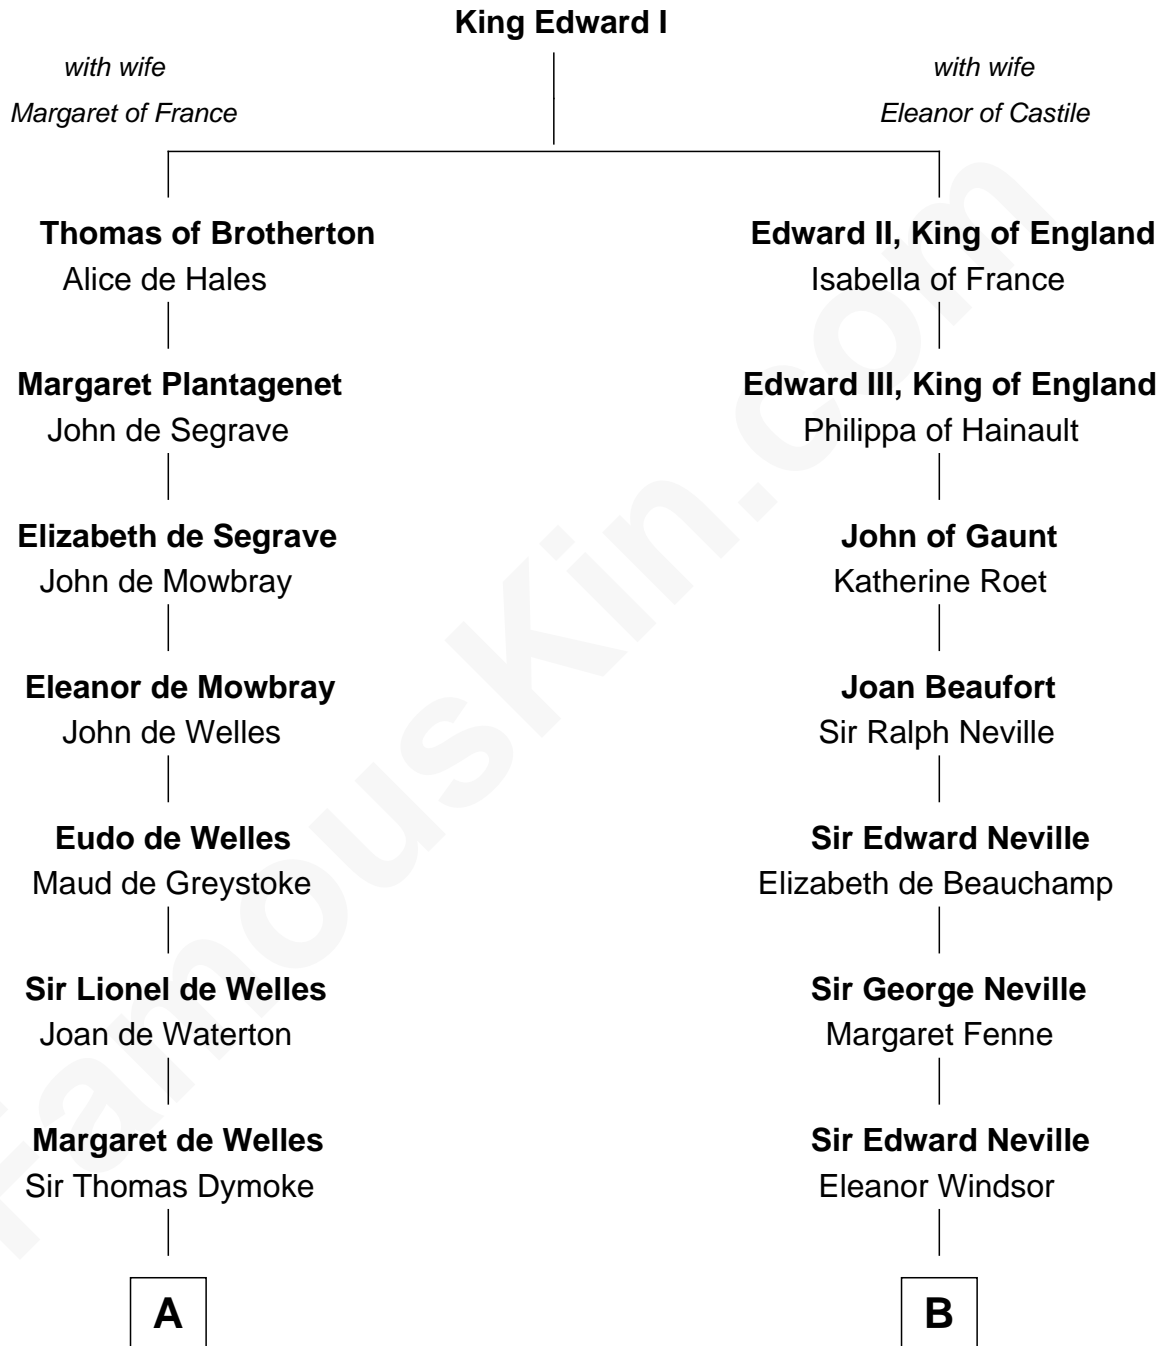 King Edward I
with wife
Margaret of France
with wife
Eleanor of Castile
Thomas of Brotherton
Alice de Hales
Edward II, King of England
Isabella of France
Margaret Plantagenet
John de Segrave
Edward III, King of England
Philippa of Hainault
Elizabeth de Segrave
John de Mowbray
John of Gaunt
Katherine Roet
Eleanor de Mowbray
John de Welles
Joan Beaufort
Sir Ralph Neville
Eudo de Welles
Maud de Greystoke
Sir Edward Neville
Elizabeth de Beauchamp
Sir Lionel de Welles
Joan de Waterton
Sir George Neville
Margaret Fenne
Margaret de Welles
Sir Thomas Dymoke
Sir Edward Neville
Eleanor Windsor
A
B
FamousKin.com